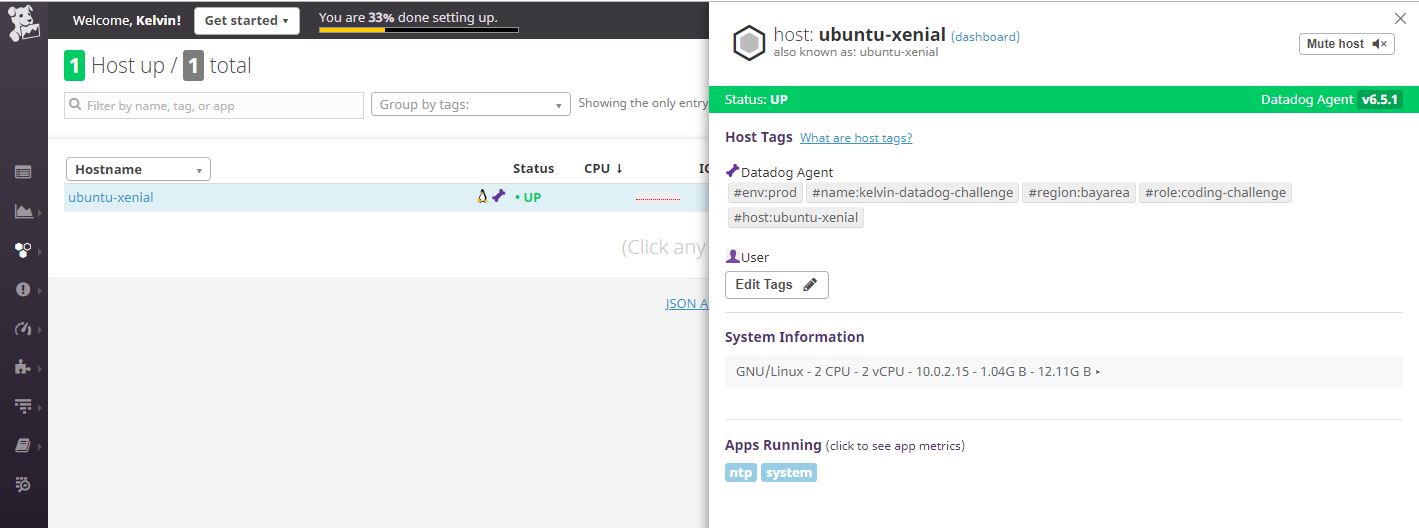 Welcome, Kelvin!
Get started
You are 33% done setting up.
1 Host up / 1 total
Filter by name, tag, or app
Group by tags:
Showing the only entry
Hostname
Status
CPU ↓
ubuntu-xenial
• UP
(Click any
JSON A
host: ubuntu-xenial (dashboard)
also known as: ubuntu-xenial
Mute host
Status: UP
Datadog Agent v6.5.1
Host Tags What are host tags?
Datadog Agent
#env:prod #name:kelvin-datadog-challenge #region:bayarea #role:coding-challenge
#host:ubuntu-xenial
User
Edit Tags
System Information
GNU/Linux - 2 CPU - 2 vCPU - 10.0.2.15 - 1.04G B - 12.11G B ▸
Apps Running (click to see app metrics)
ntp system